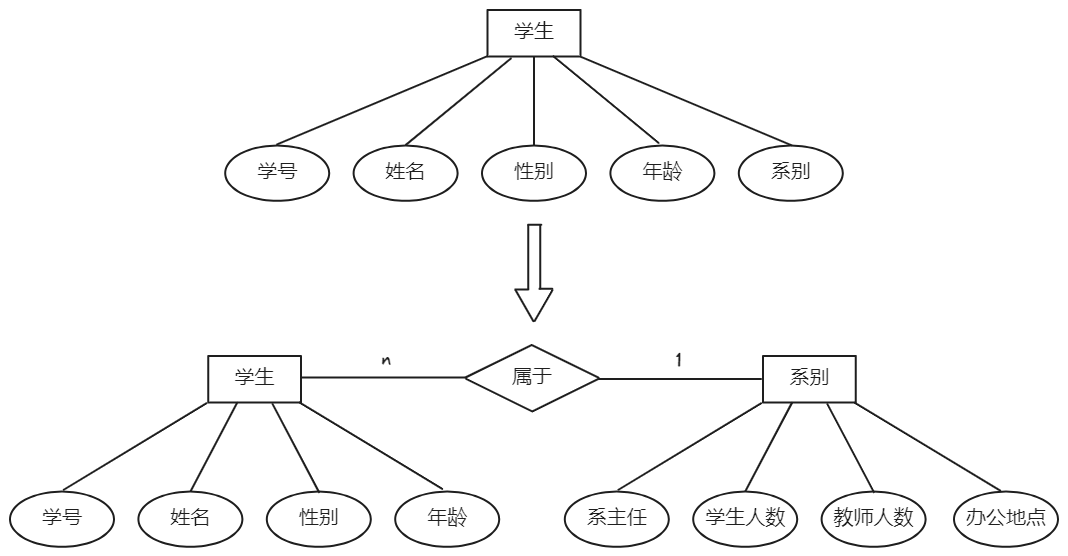 学生
学号
姓名
性别
年龄
系别
学生
n
属于
1
系别
学号
姓名
性别
年龄
系主任
学生人数
教师人数
办公地点